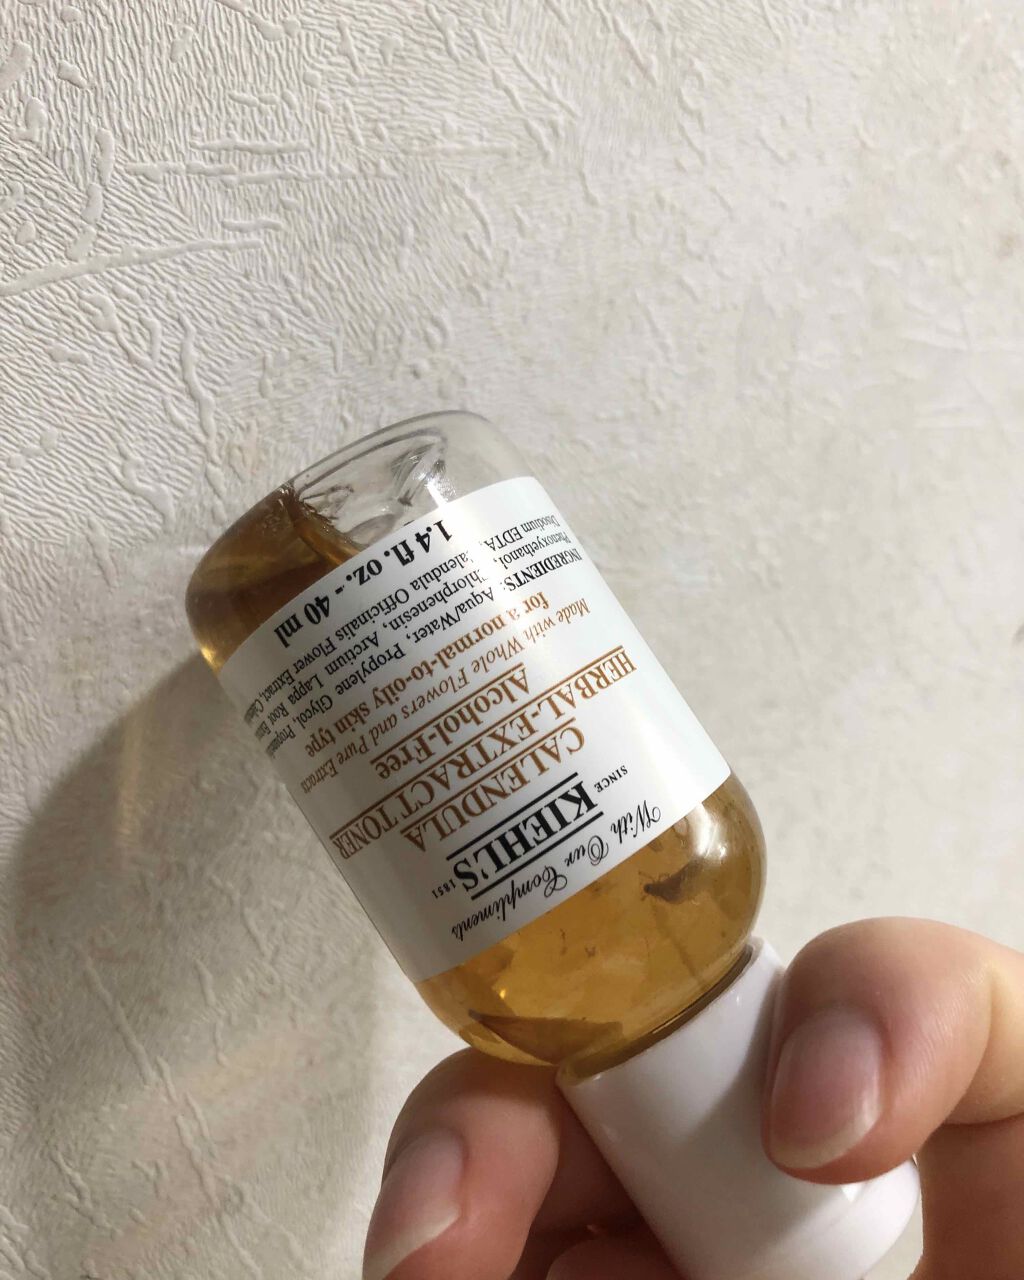 With Our Compliments
SINCE KIEHL'S 1851
CALENDULA
HERBAL-EXTRACT TONER
Alcohol-Free
Made with Whole Flowers and Pure Extracts
for a normal-to-oily skin type
INGREDIENTS: Aqua/Water, Propylene Glycol,
Phenoxyethanol, Chlorphenesin, Arctium Lappa Root
Disodium EDTA, Calendula Officinalis Flower Extract,
1.4 fl. oz. - 40 ml